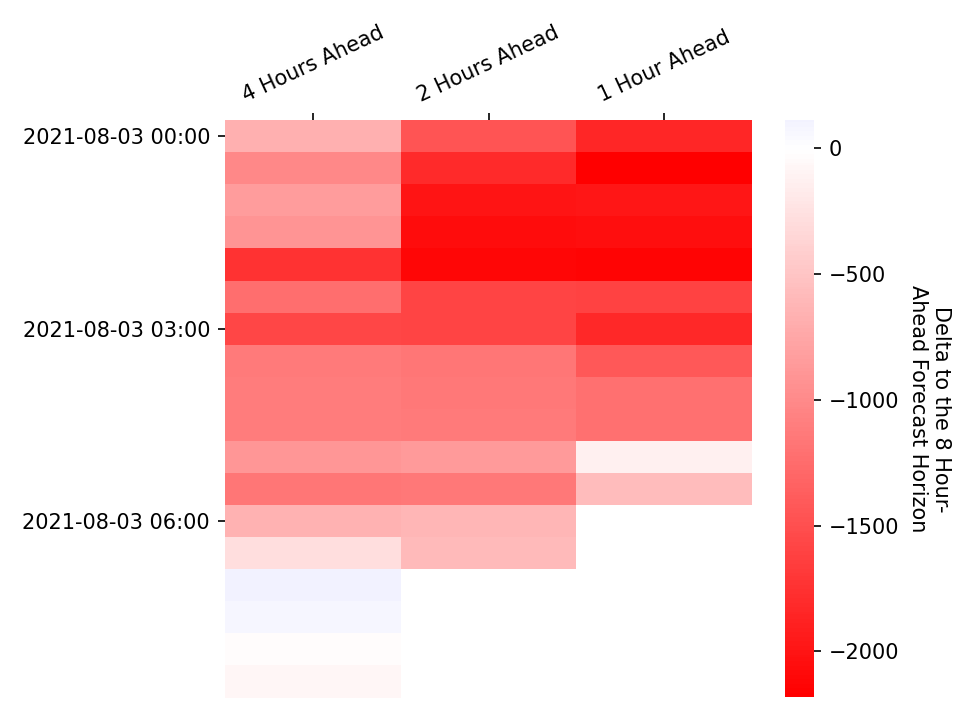 4 Hours Ahead
2 Hours Ahead
1 Hour Ahead
2021-08-03 00:00
2021-08-03 03:00
2021-08-03 06:00
0
−500
−1000
−1500
−2000
Delta to the 8 Hour-
Ahead Forecast Horizon